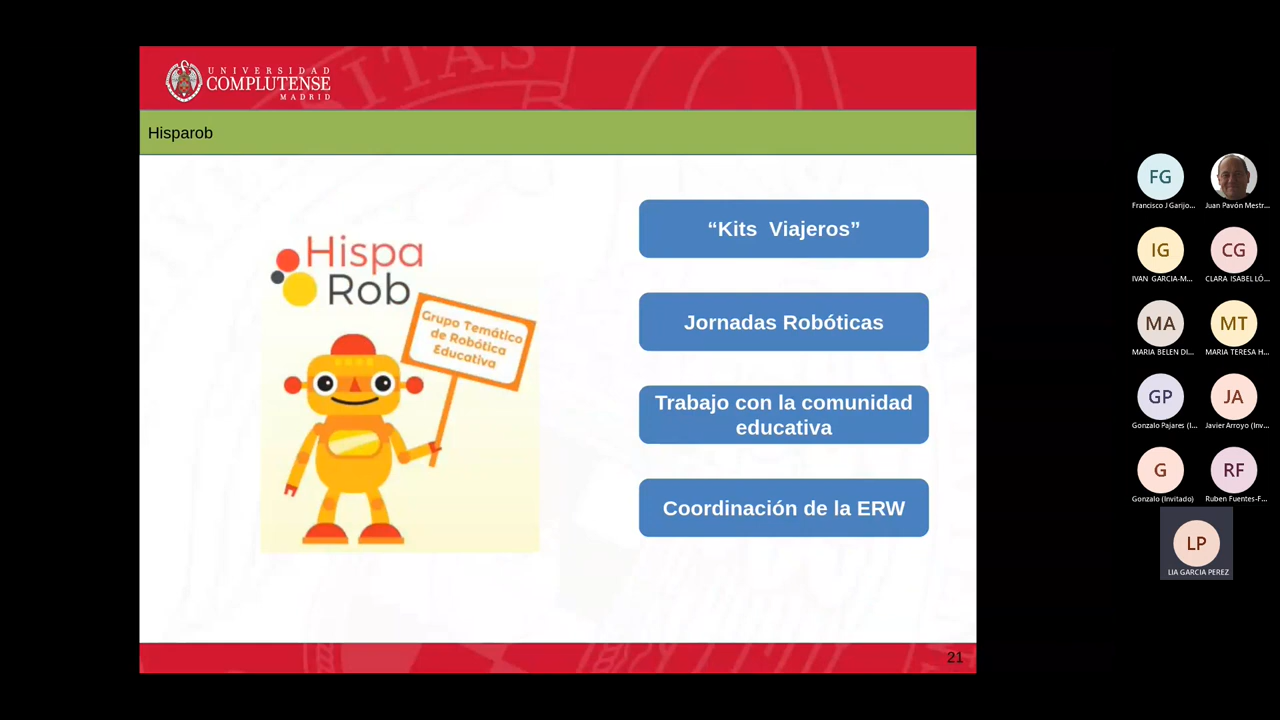 UNIVERSIDAD
COMPLUTENSE
MADRID
Hisparob
Hispa
Rob
Grupo Temático
de Robótica
Educativa
“Kits  Viajeros”
Jornadas Robóticas
Trabajo con la comunidad
educativa
Coordinación de la ERW
21
FG
Francisco J Garijo...
Juan Pavón Mestr...
IG
IVAN GARCIA-M...
CG
CLARA ISABEL LÓ...
MA
MARIA BELEN DI...
MT
MARIA TERESA H...
GP
Gonzalo Pajares (I...
JA
Javier Arroyo (Inv...
G
Gonzalo (Invitado)
RF
Ruben Fuentes-F...
LP
LIA GARCIA PEREZ